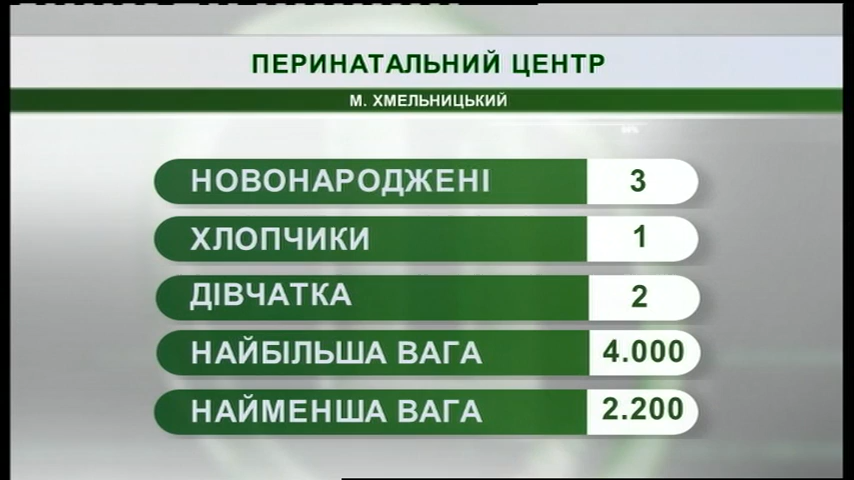 ПЕРИНАТАЛЬНИЙ ЦЕНТР
М. ХМЕЛЬНИЦЬКИЙ
НОВОНАРОДЖЕНІ 3
ХЛОПЧИКИ 1
ДІВЧАТКА 2
НАЙБІЛЬША ВАГА 4.000
НАЙМЕНША ВАГА 2.200